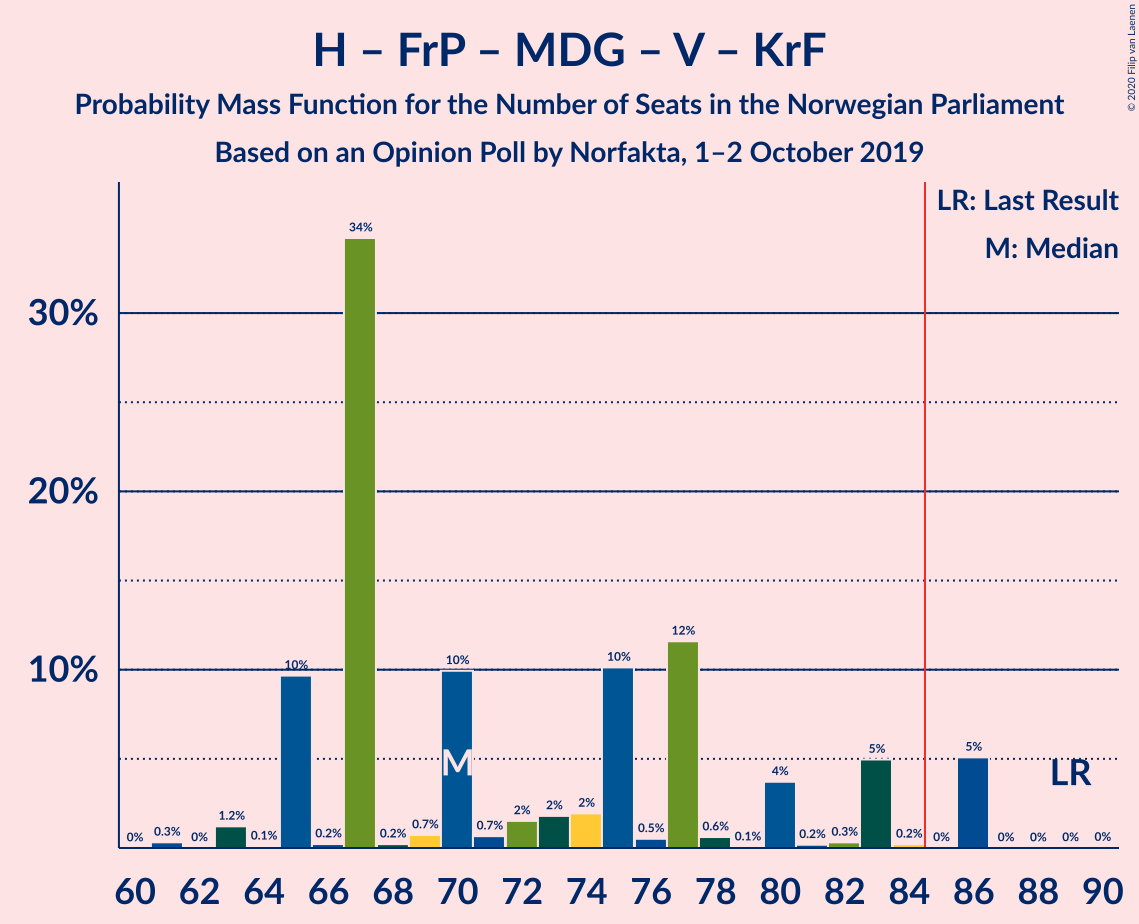 H – FrP – MDG – V – KrF
Probability Mass Function for the Number of Seats in the Norwegian Parliament
Based on an Opinion Poll by Norfakta, 1–2 October 2019
© 2020 Filip van Laenen
LR: Last Result
M: Median
34%
30%
20%
12%
10%
10% 10% 10%
5% 5%
4%
M
LR
0% 0.3% 0% 1.2% 0.1% 0.2% 0.2% 0.7% 0.7% 2% 2% 2% 0.5% 0.6% 0.1% 0.2% 0.3% 0.2% 0% 0% 0% 0% 0%
60 62 64 66 68 70 72 74 76 78 80 82 84 86 88 90